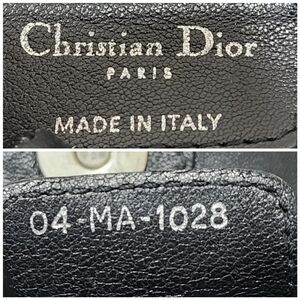 Christian Dior
PARIS
MADE IN ITALY
04-MA-1028